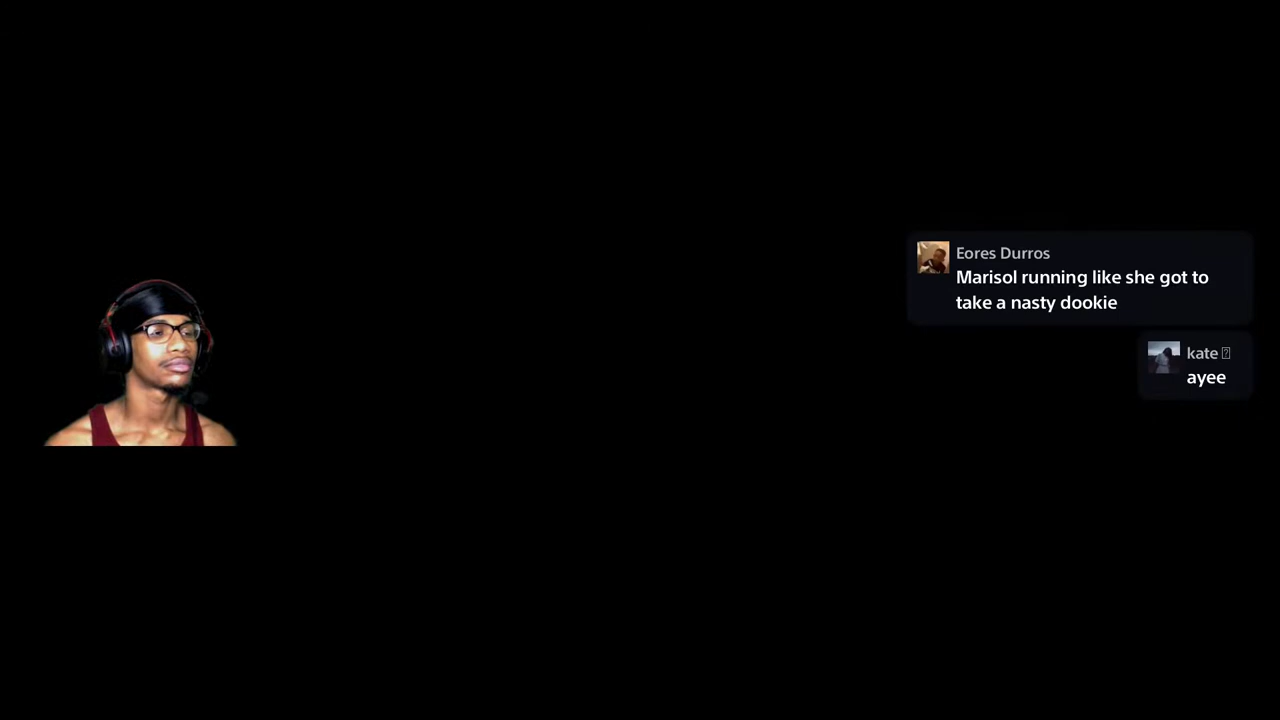 Eores Durros
Marisol running like she got to
take a nasty dookie
kate
ayee